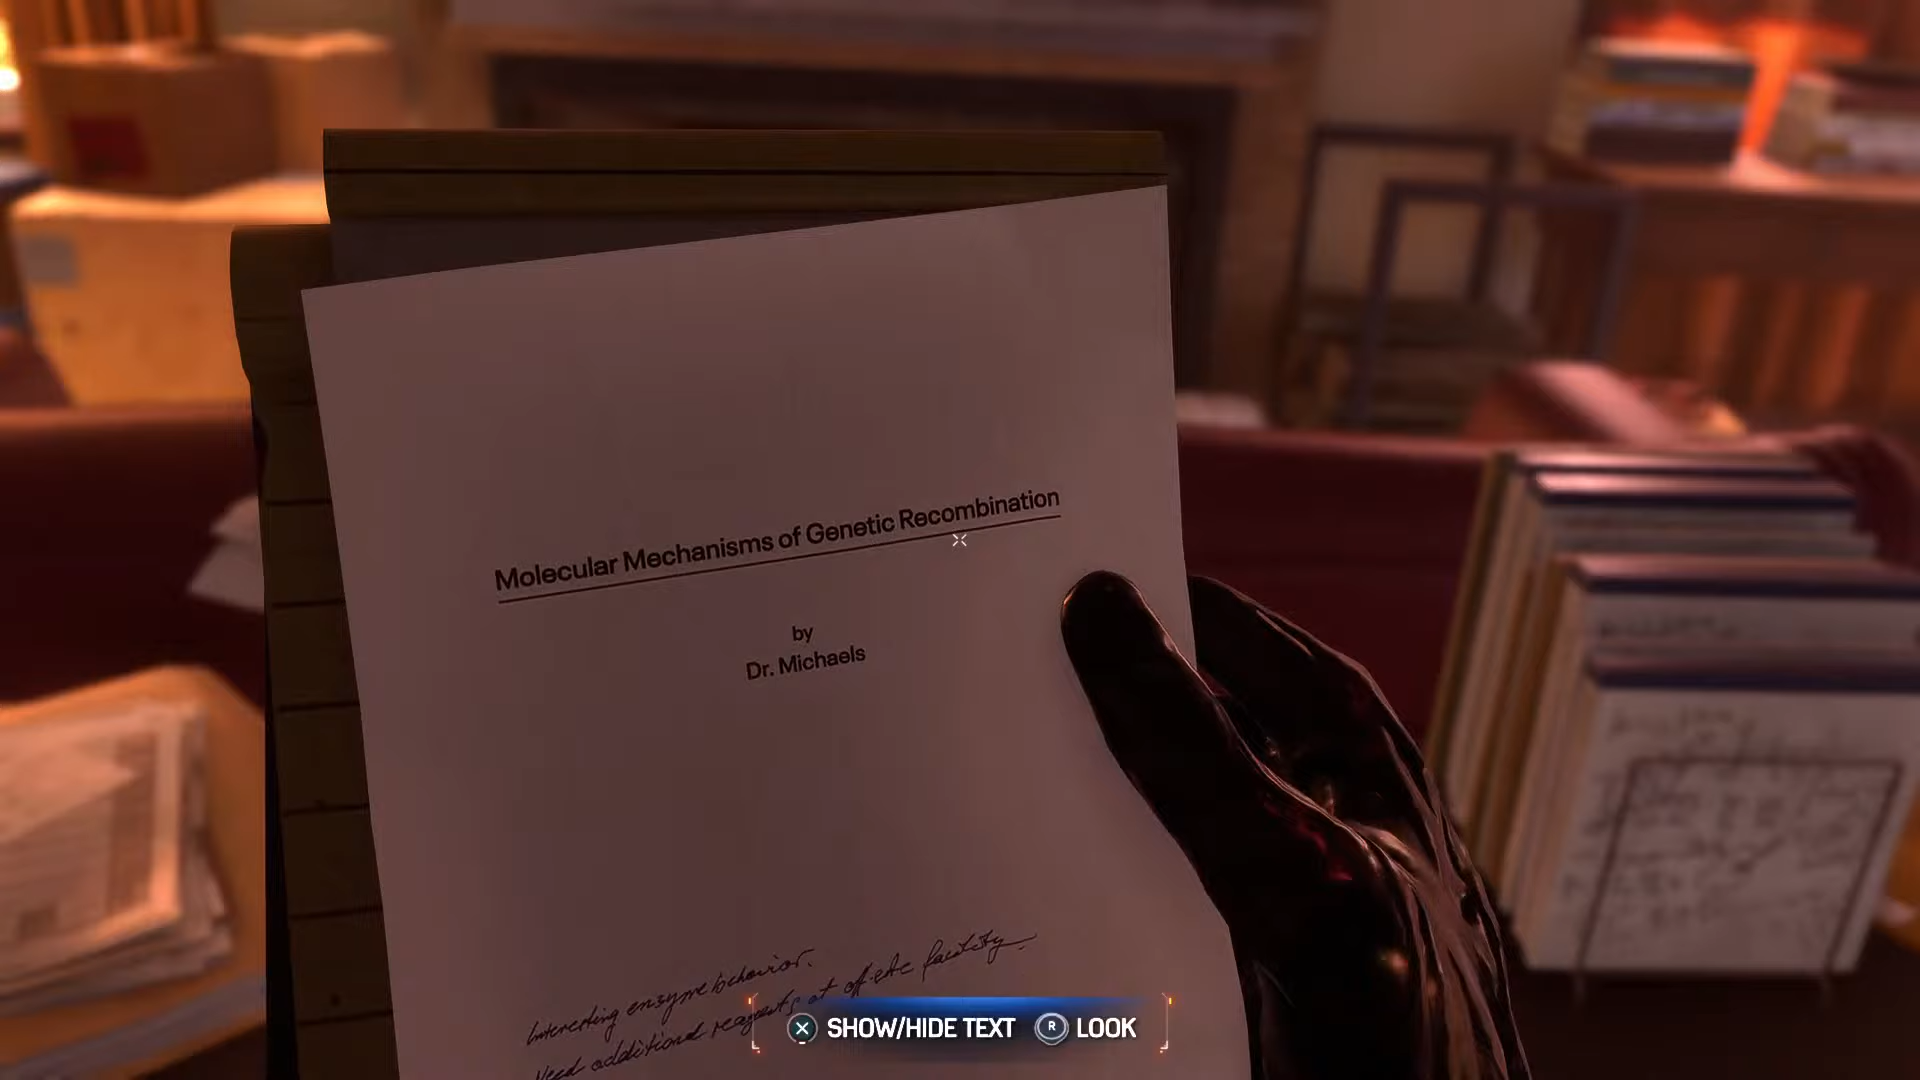 Molecular Mechanisms of Genetic Recombination
by
Dr. Michaels
Interesting enzyme behavior.
Need additional reagents at off-site facility.
SHOW/HIDE TEXT R LOOK